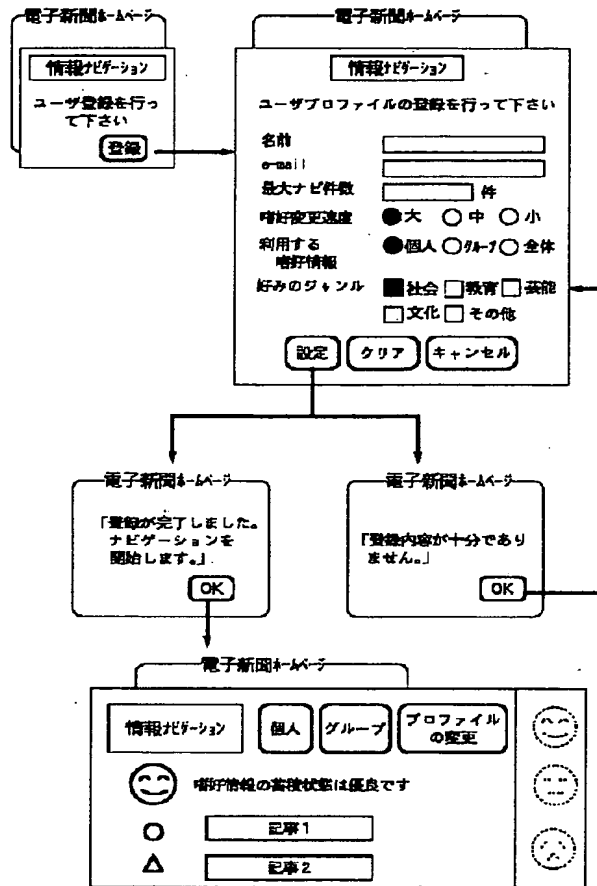 電子新聞ホームページ
情報ナビゲーション
ユーザ登録を行っ
て下さい
登録
電子新聞ホームページ
情報ナビゲーション
ユーザプロファイルの登録を行って下さい
名前
e-mail
最大ナビ件数 件
嗜好変更速度 大 中 小
利用する 個人 グループ 全体
嗜好情報
好みのジャンル 社会 教育 芸能
文化 その他
設定 クリア キャンセル
電子新聞ホームページ
「登録が完了しました。
ナビゲーションを
開始します。」
OK
電子新聞ホームページ
「登録内容が十分であり
ません。」
OK
電子新聞ホームページ
情報ナビゲーション 個人 グループ プロファイル
の変更
嗜好情報の蓄積状態は優良です
記事1
記事2